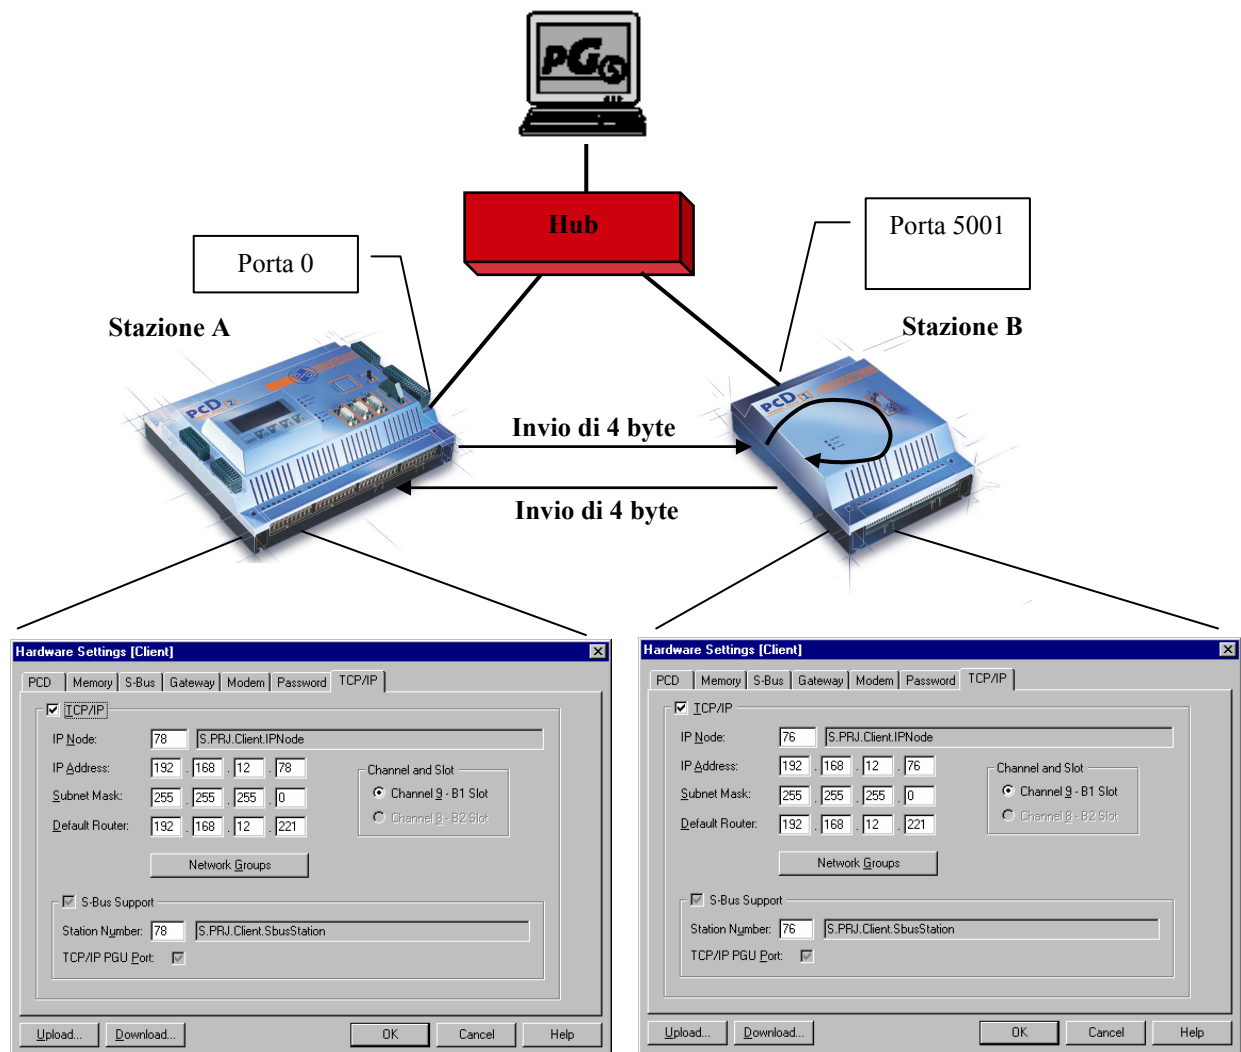 PG5
Hub
Porta 0
Porta 5001
Stazione A
Stazione B
PCD 2
PCD 1
Invio di 4 byte
Invio di 4 byte
Hardware Settings [Client]
PCD Memory S-Bus Gateway Modem Password TCP/IP
TCP/IP
IP Node: 78 S.PRJ.Client.IPNode
IP Address: 192 . 168 . 12 . 78
Subnet Mask: 255 . 255 . 255 . 0
Default Router: 192 . 168 . 12 . 221
Channel and Slot
Channel 9 - B1 Slot
Channel 8 - B2 Slot
Network Groups
S-Bus Support
Station Number: 78 S.PRJ.Client.SbusStation
TCP/IP PGU Port:
Upload... Download... OK Cancel Help
Hardware Settings [Client]
PCD Memory S-Bus Gateway Modem Password TCP/IP
TCP/IP
IP Node: 76 S.PRJ.Client.IPNode
IP Address: 192 . 168 . 12 . 76
Subnet Mask: 255 . 255 . 255 . 0
Default Router: 192 . 168 . 12 . 221
Channel and Slot
Channel 9 - B1 Slot
Channel 8 - B2 Slot
Network Groups
S-Bus Support
Station Number: 76 S.PRJ.Client.SbusStation
TCP/IP PGU Port:
Upload... Download... OK Cancel Help